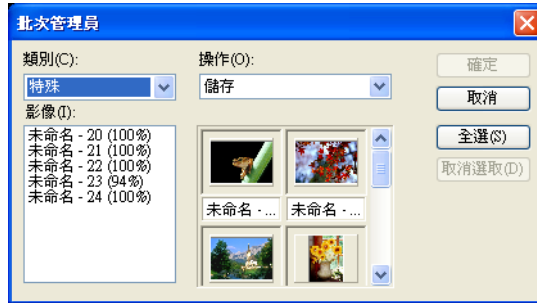 批次管理員
類別(C):
操作(O):
特殊
儲存
確定
取消
影像(I):
未命名 - 20 (100%)
未命名 - 21 (100%)
未命名 - 22 (100%)
未命名 - 23 (94%)
未命名 - 24 (100%)
未命名 - ...
未命名 - ...
全選(S)
取消選取(D)